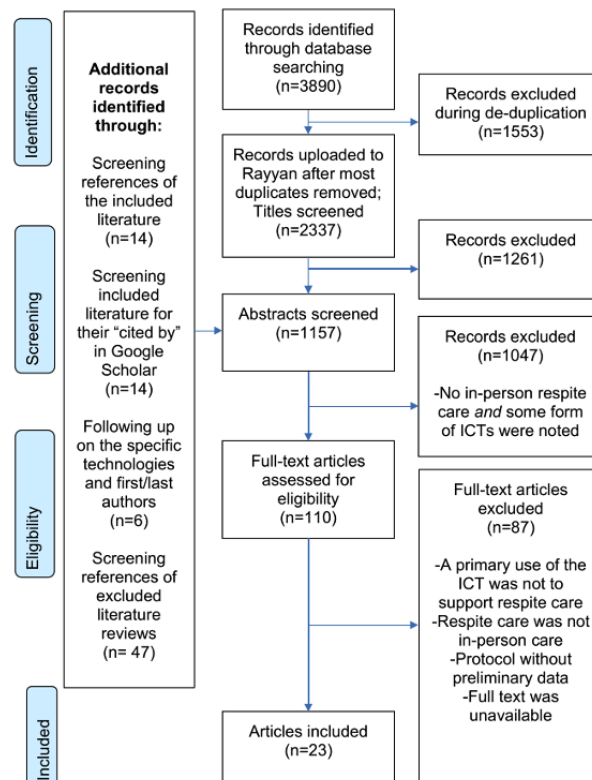 Identification
Screening
Eligibility
Included
Additional
records
identified
through:
Screening
references of
the included
literature
(n=14)
Screening
included
literature for
their “cited by”
in Google
Scholar
(n=14)
Following up
on the specific
technologies
and first/last
authors
(n=6)
Screening
references of
excluded
literature
reviews
(n= 47)
Records identified
through database
searching
(n=3890)
Records excluded
during de-duplication
(n=1553)
Records uploaded to
Rayyan after most
duplicates removed;
Titles screened
(n=2337)
Records excluded
(n=1261)
Abstracts screened
(n=1157)
Records excluded
(n=1047)
-No in-person respite
care and some form
of ICTs were noted
Full-text articles
assessed for
eligibility
(n=110)
Full-text articles
excluded
(n=87)
-A primary use of the
ICT was not to
support respite care
-Respite care was not
in-person care
-Protocol without
preliminary data
-Full text was
unavailable
Articles included
(n=23)